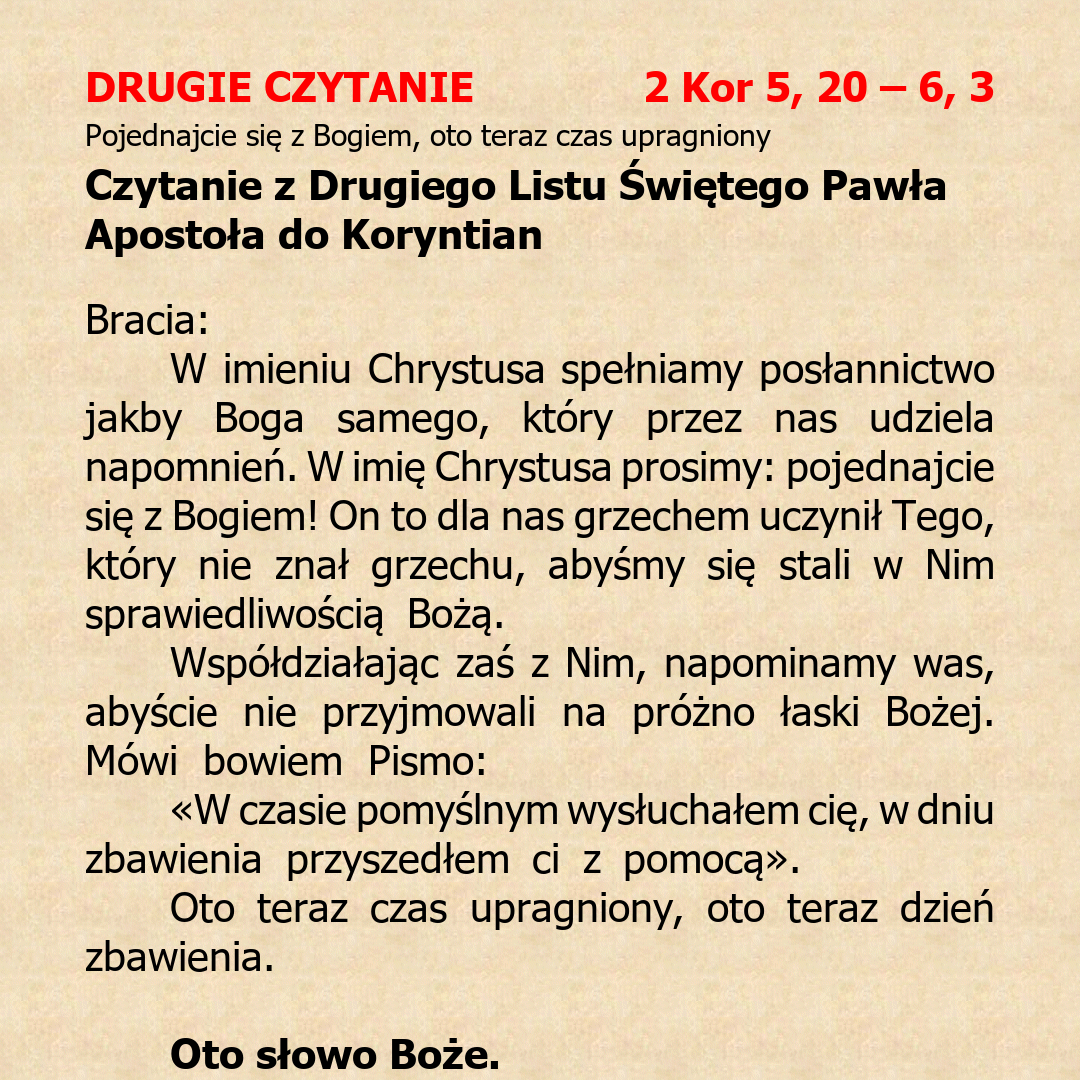 DRUGIE CZYTANIE 2 Kor 5, 20 – 6, 3
Pojednajcie się z Bogiem, oto teraz czas upragniony
Czytanie z Drugiego Listu Świętego Pawła
Apostoła do Koryntian
Bracia:
W imieniu Chrystusa spełniamy posłannictwo
jakby Boga samego, który przez nas udziela
napomnień. W imię Chrystusa prosimy: pojednajcie
się z Bogiem! On to dla nas grzechem uczynił Tego,
który nie znał grzechu, abyśmy się stali w Nim
sprawiedliwością Bożą.
Współdziałając zaś z Nim, napominamy was,
abyście nie przyjmowali na próżno łaski Bożej.
Mówi bowiem Pismo:
«W czasie pomyślnym wysłuchałem cię, w dniu
zbawienia przyszedłem ci z pomocą».
Oto teraz czas upragniony, oto teraz dzień
zbawienia.
Oto słowo Boże.